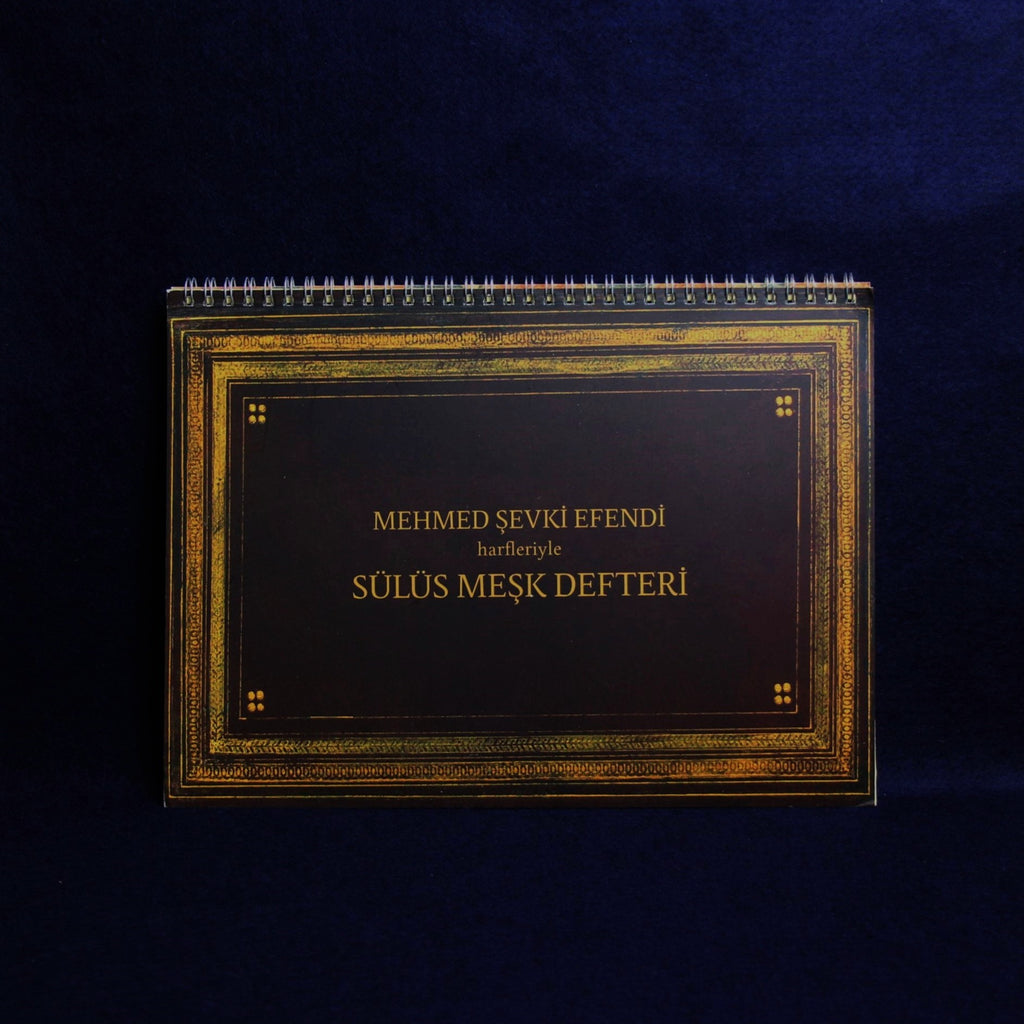 MEHMED ŞEVKİ EFENDİ
harfleriyle
SÜLÜS MEŞK DEFTERİ